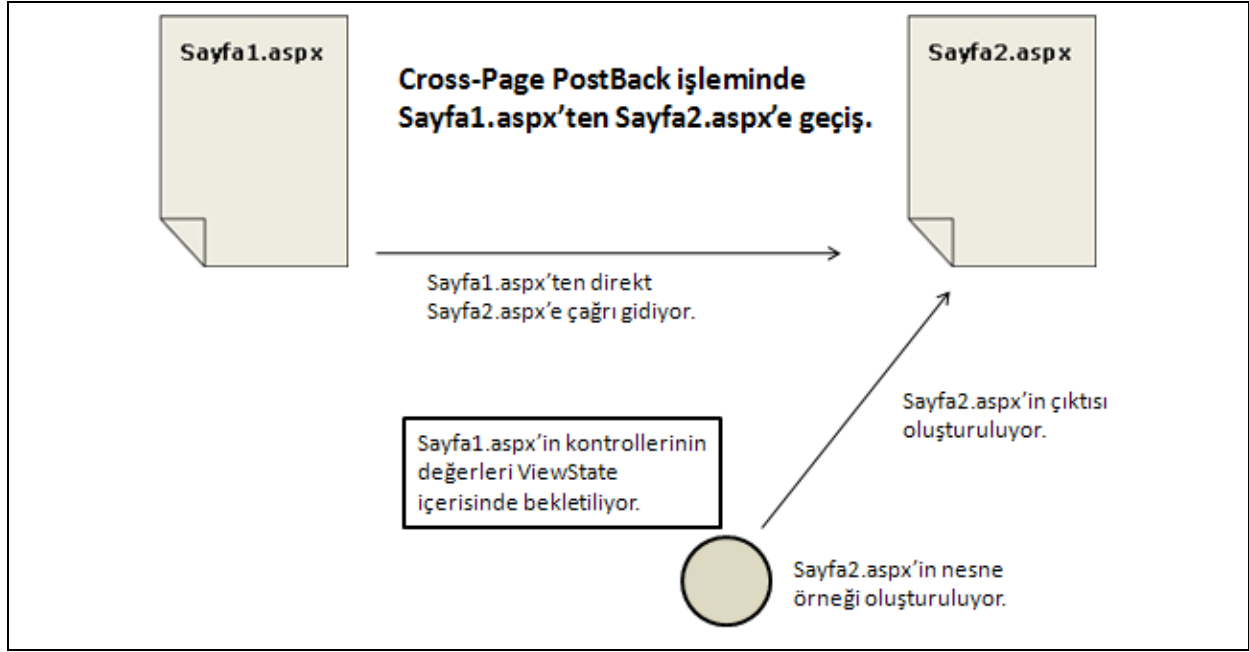 Sayfa1.aspx
Sayfa2.aspx
Cross-Page PostBack işleminde
Sayfa1.aspx’ten Sayfa2.aspx’e geçiş.
Sayfa1.aspx’ten direkt
Sayfa2.aspx’e çağrı gidiyor.
Sayfa2.aspx’in çıktısı
oluşturuluyor.
Sayfa1.aspx’in kontrollerinin
değerleri ViewState
içerisinde bekletiliyor.
Sayfa2.aspx’in nesne
örneği oluşturuluyor.